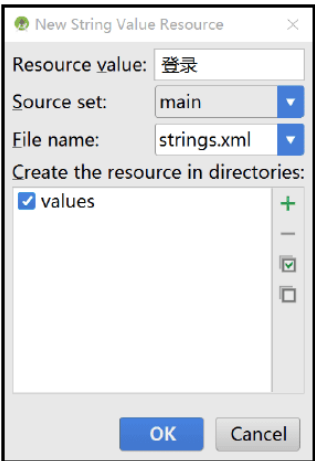 New String Value Resource
Resource value: 登录
Source set: main
File name: strings.xml
Create the resource in directories:
values
OK Cancel